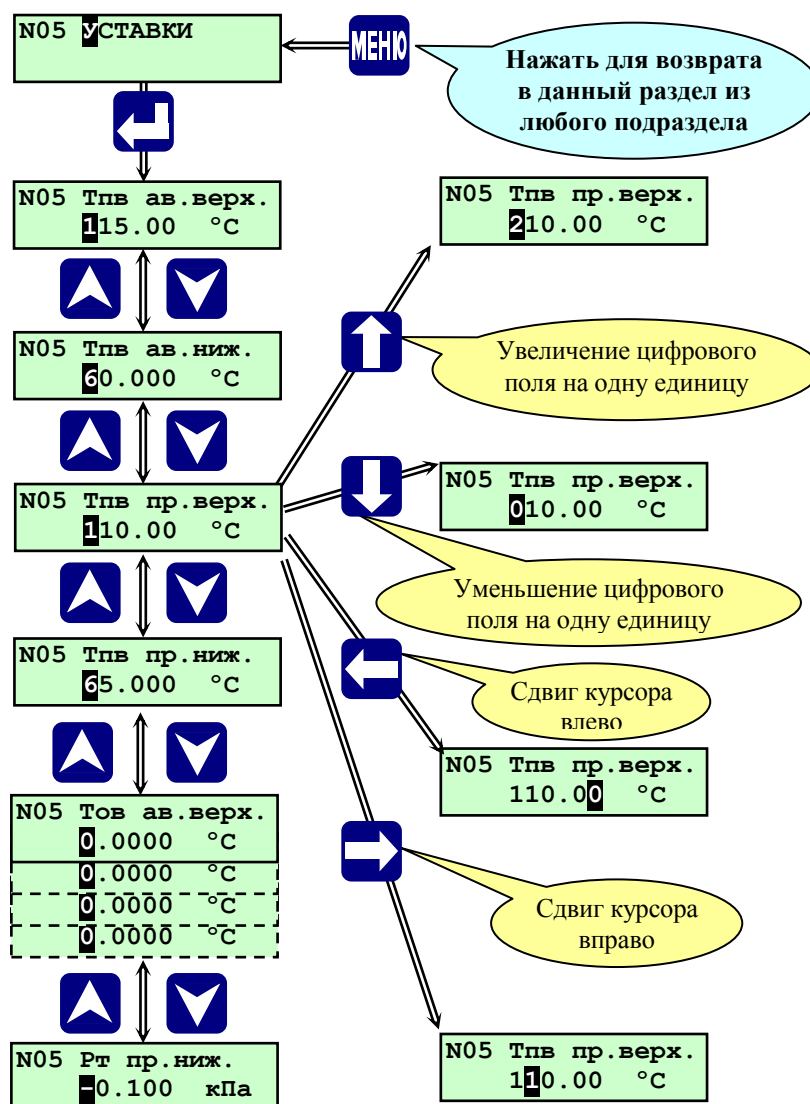 N05 УСТАВКИ
МЕНЮ
Нажать для возврата
в данный раздел из
любого подраздела
N05 Тпв ав.верх.
115.00 °C
N05 Тпв пр.верх.
210.00 °C
N05 Тпв ав.ниж.
60.000 °C
Увеличение цифрового
поля на одну единицу
N05 Тпв пр.верх.
110.00 °C
N05 Тпв пр.верх.
010.00 °C
Уменьшение цифрового
поля на одну единицу
N05 Тпв пр.ниж.
65.000 °C
Сдвиг курсора
влево
N05 Тпв пр.верх.
110.00 °C
N05 Тов ав.верх.
0.0000 °C
0.0000 °C
0.0000 °C
0.0000 °C
Сдвиг курсора
вправо
N05 Рт пр.ниж.
-0.100 кПа
N05 Тпв пр.верх.
110.00 °C